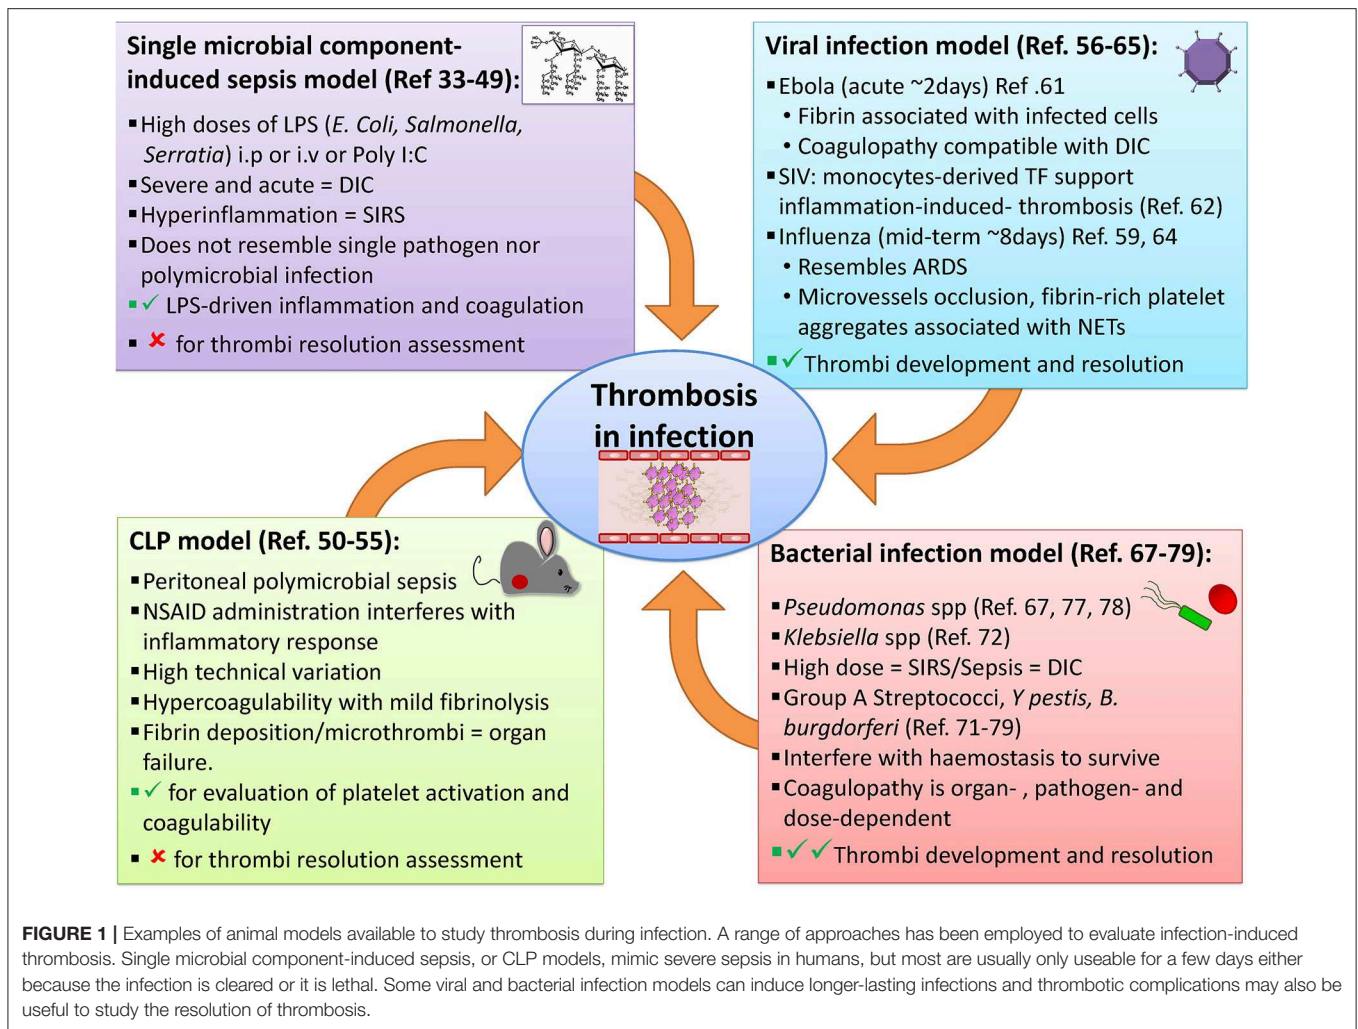 Single microbial component-
induced sepsis model (Ref 33-49):
▪High doses of LPS (E. Coli, Salmonella,
Serratia) i.p or i.v or Poly I:C
▪Severe and acute = DIC
▪Hyperinflammation = SIRS
▪Does not resemble single pathogen nor
polymicrobial infection
▪✓ LPS-driven inflammation and coagulation
▪ ✘ for thrombi resolution assessment
Viral infection model (Ref. 56-65):
▪Ebola (acute ~2days) Ref .61
• Fibrin associated with infected cells
• Coagulopathy compatible with DIC
▪SIV: monocytes-derived TF support
inflammation-induced- thrombosis (Ref. 62)
▪Influenza (mid-term ~8days) Ref. 59, 64
• Resembles ARDS
• Microvessels occlusion, fibrin-rich platelet
aggregates associated with NETs
▪✓Thrombi development and resolution
Thrombosis
in infection
CLP model (Ref. 50-55):
▪Peritoneal polymicrobial sepsis
▪NSAID administration interferes with
inflammatory response
▪High technical variation
▪Hypercoagulability with mild fibrinolysis
▪Fibrin deposition/microthrombi = organ
failure.
▪✓ for evaluation of platelet activation and
coagulability
▪ ✘ for thrombi resolution assessment
Bacterial infection model (Ref. 67-79):
▪Pseudomonas spp (Ref. 67, 77, 78)
▪Klebsiella spp (Ref. 72)
▪High dose = SIRS/Sepsis = DIC
▪Group A Streptococci, Y pestis, B.
burgdorferi (Ref. 71-79)
▪Interfere with haemostasis to survive
▪Coagulopathy is organ- , pathogen- and
dose-dependent
▪✓✓Thrombi development and resolution
FIGURE 1 | Examples of animal models available to study thrombosis during infection. A range of approaches has been employed to evaluate infection-induced
thrombosis. Single microbial component-induced sepsis, or CLP models, mimic severe sepsis in humans, but most are usually only useable for a few days either
because the infection is cleared or it is lethal. Some viral and bacterial infection models can induce longer-lasting infections and thrombotic complications may also be
useful to study the resolution of thrombosis.